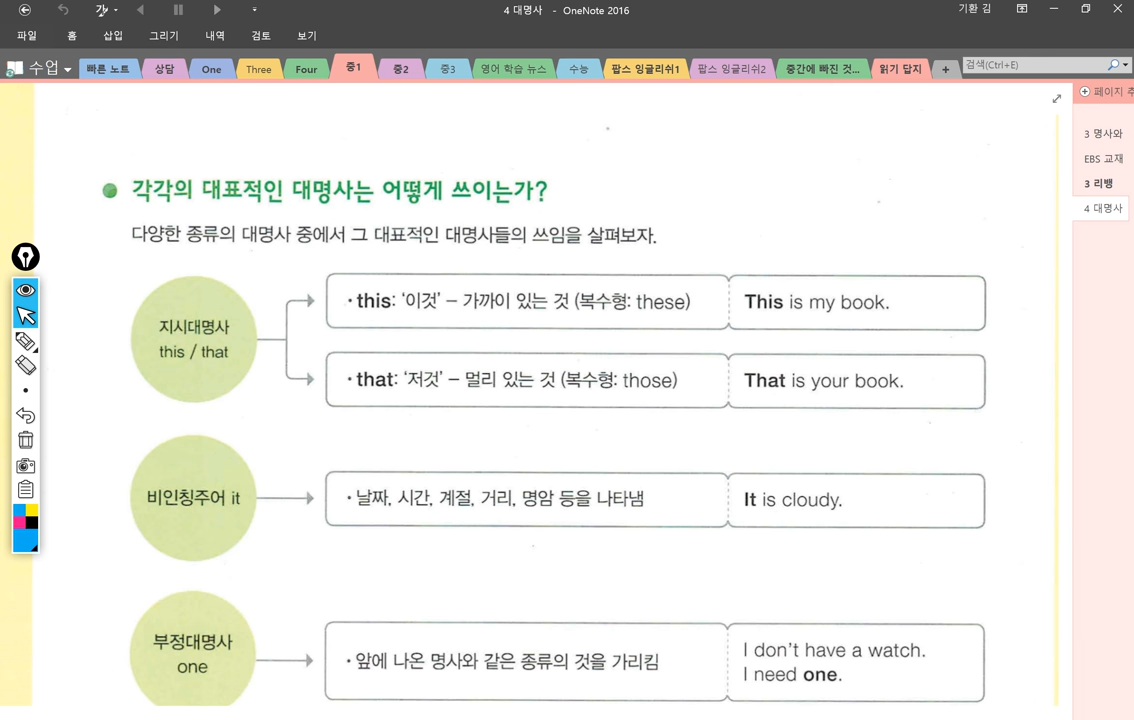 4 대명사 - OneNote 2016
기환 김
파일 홈 삽입 그리기 내역 검토 보기
수업 빠른 노트 상담 One Three Four 중1 중2 중3 영어 학습 뉴스 수능 팝스 잉글리쉬1 팝스 잉글리쉬2 중간에 빠진 것... 읽기 답지 + 검색(Ctrl+E)
페이지 추
3 명사와
EBS 교재
3 리뱅
4 대명사
각각의 대표적인 대명사는 어떻게 쓰이는가?
다양한 종류의 대명사 중에서 그 대표적인 대명사들의 쓰임을 살펴보자.
지시대명사
this / that
·this: ‘이것’ – 가까이 있는 것 (복수형: these)
This is my book.
·that: ‘저것’ – 멀리 있는 것 (복수형: those)
That is your book.
비인칭주어 it
·날짜, 시간, 계절, 거리, 명암 등을 나타냄
It is cloudy.
부정대명사
one
·앞에 나온 명사와 같은 종류의 것을 가리킴
I don’t have a watch.
I need one.